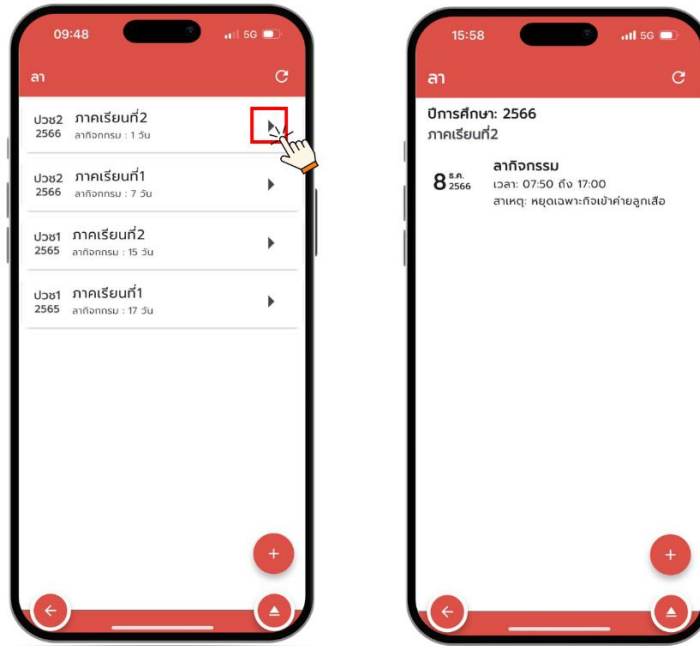 09:48
5G
ลา
ปวช2 ภาคเรียนที่2
2566 ลากิจกรรม : 1 วัน
ปวช2 ภาคเรียนที่1
2566 ลากิจกรรม : 7 วัน
ปวช1 ภาคเรียนที่2
2565 ลากิจกรรม : 15 วัน
ปวช1 ภาคเรียนที่1
2565 ลากิจกรรม : 17 วัน
15:58
5G
ลา
ปีการศึกษา: 2566
ภาคเรียนที่2
8 ธ.ค. 2566
ลากิจกรรม
เวลา: 07:50 ถึง 17:00
สาเหตุ: หยุดเฉพาะกิจเข้าค่ายลูกเสือ